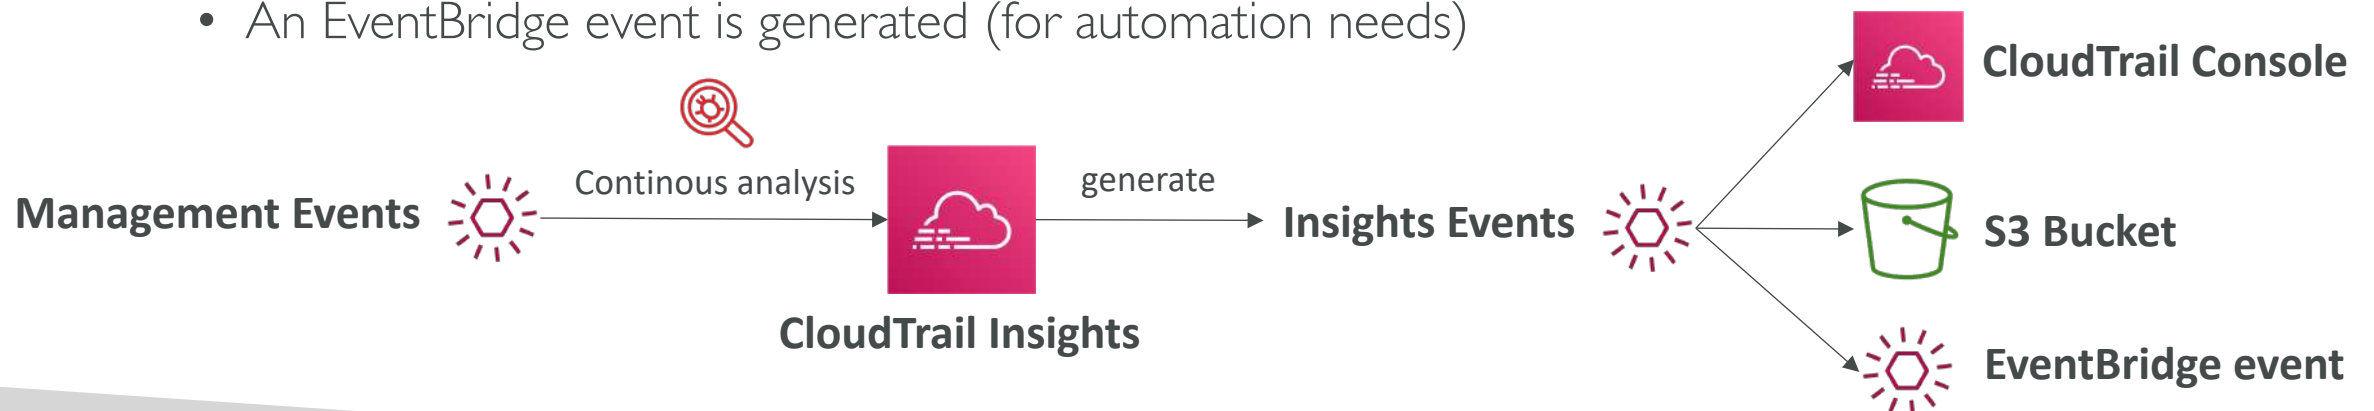 • An EventBridge event is generated (for automation needs)
CloudTrail Console
Continous analysis
generate
Management Events
Insights Events
S3 Bucket
CloudTrail Insights
EventBridge event